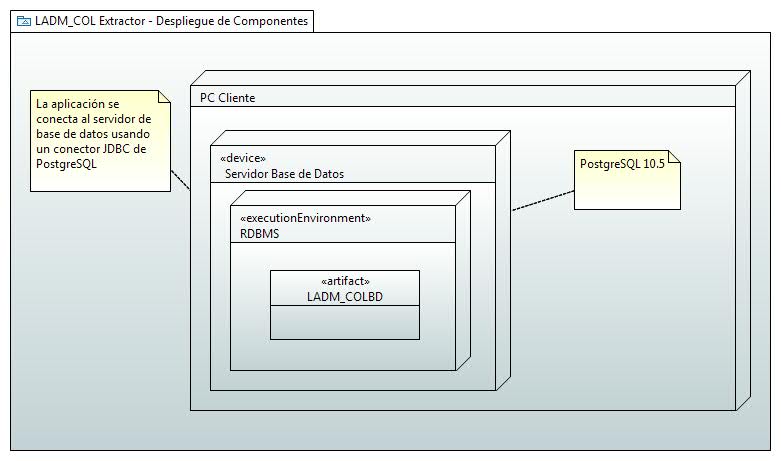 LADM_COL Extractor - Despliegue de Componentes
La aplicación se
conecta al servidor de
base de datos usando
un conector JDBC de
PostgreSQL
PC Cliente
«device»
Servidor Base de Datos
PostgreSQL 10.5
«executionEnvironment»
RDBMS
«artifact»
LADM_COLBD